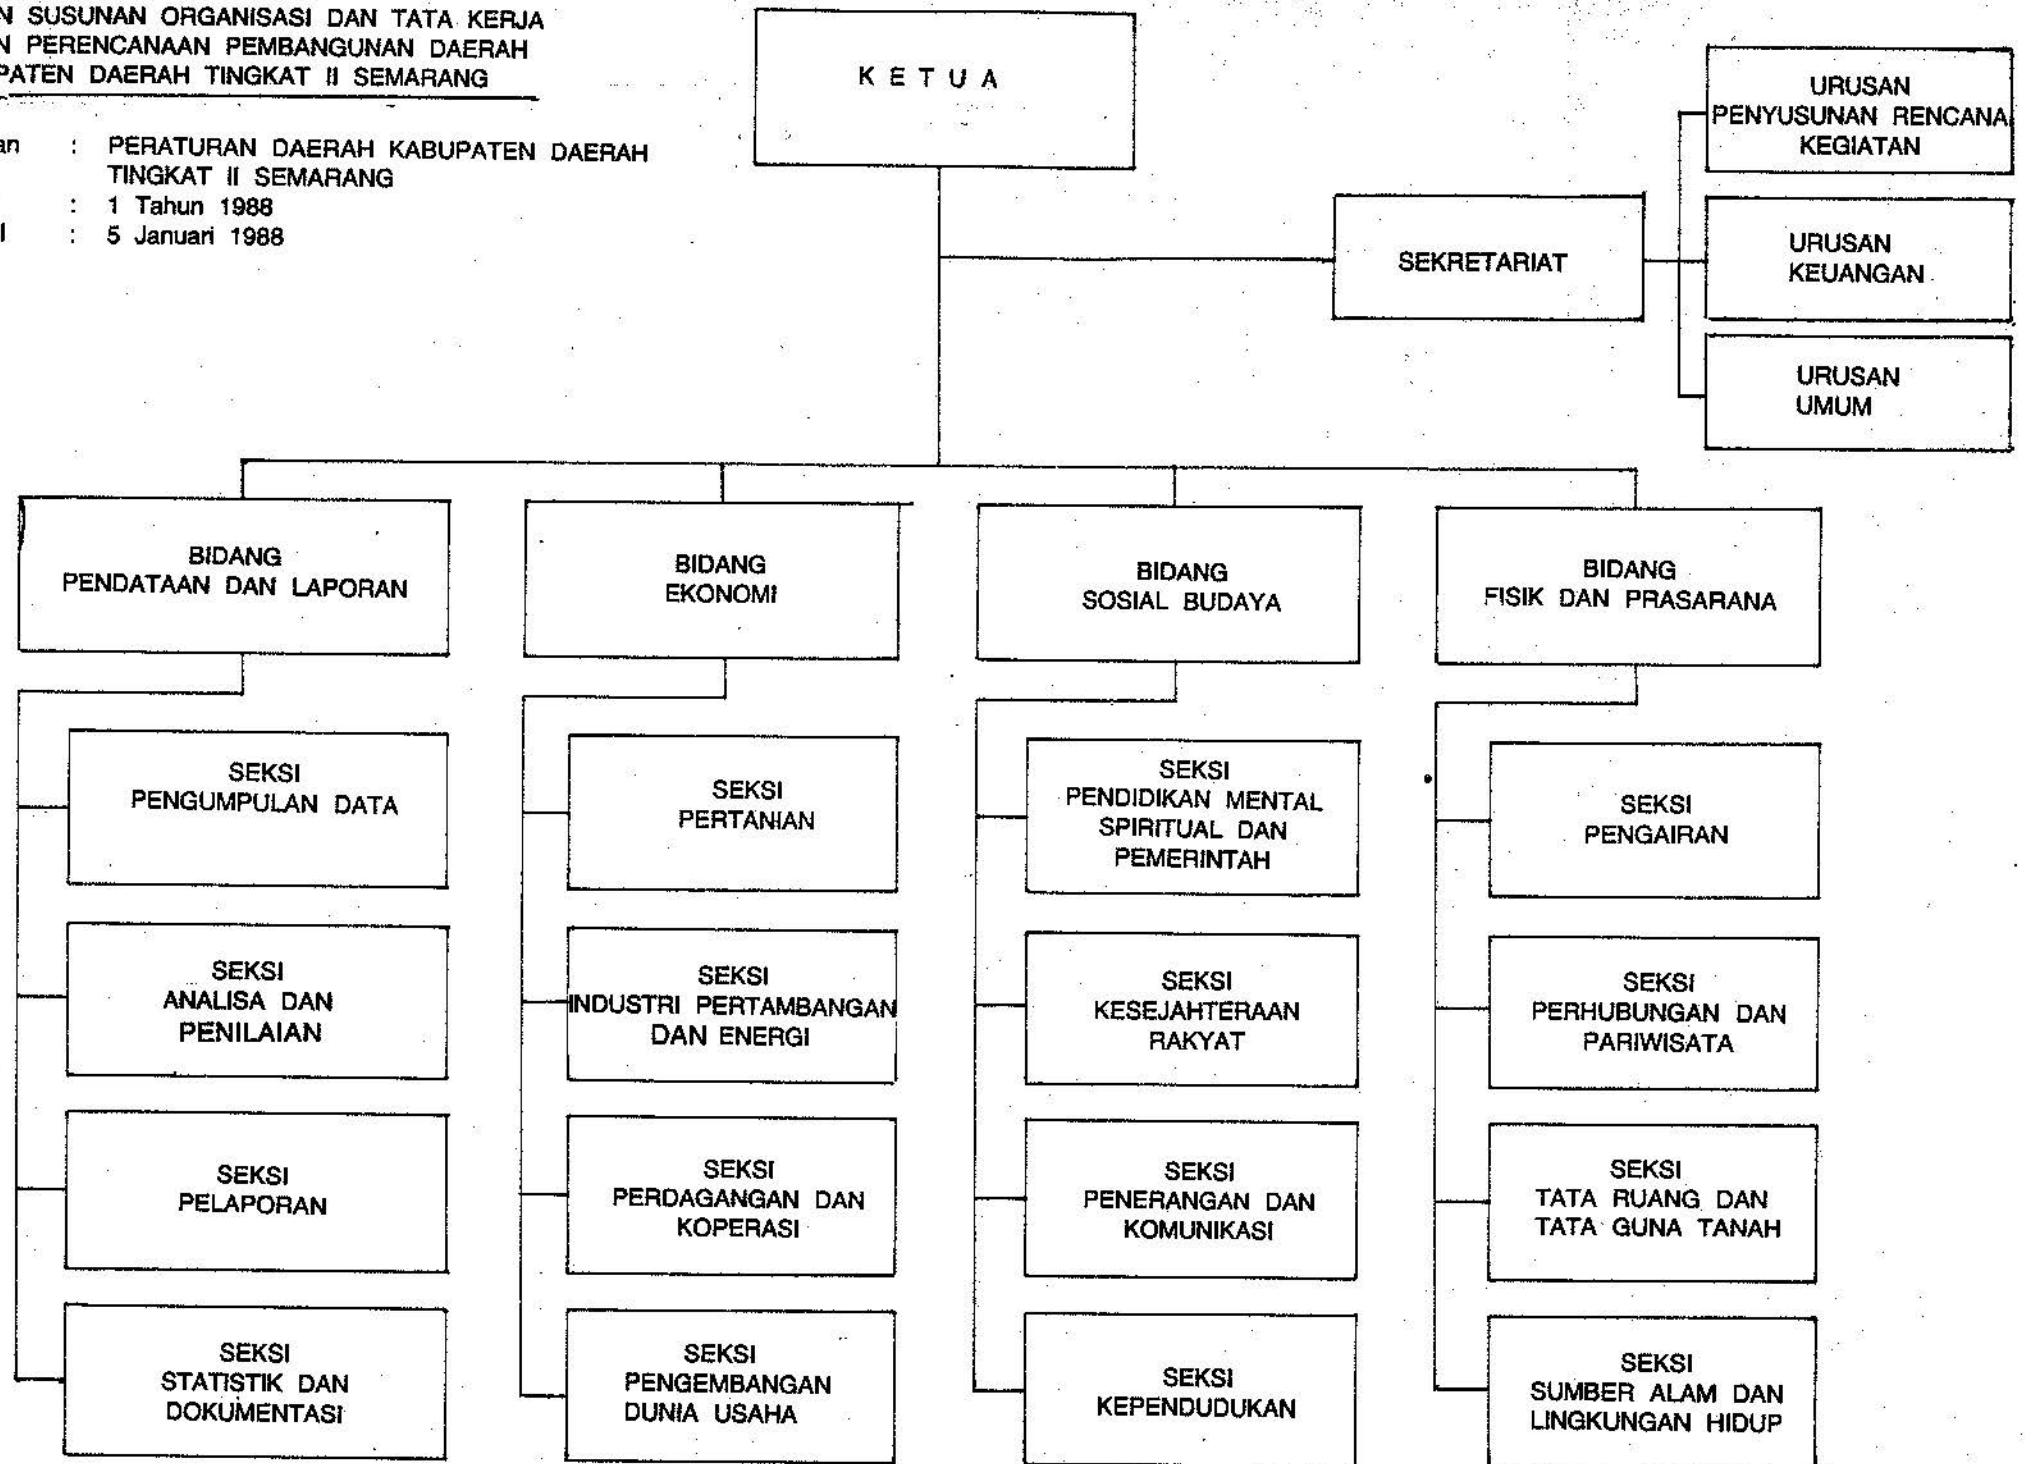 SUSUNAN ORGANISASI DAN TATA KERJA
PERENCANAAN PEMBANGUNAN DAERAH
DAERAH TINGKAT II SEMARANG
: PERATURAN DAERAH KABUPATEN DAERAH
TINGKAT II SEMARANG
: 1 Tahun 1988
: 5 Januari 1988
K E T U A
SEKRETARIAT
URUSAN
PENYUSUNAN RENCANA
KEGIATAN
URUSAN
KEUANGAN
URUSAN
UMUM
BIDANG
PENDATAAN DAN LAPORAN
SEKSI
PENGUMPULAN DATA
SEKSI
ANALISA DAN
PENILAIAN
SEKSI
PELAPORAN
SEKSI
STATISTIK DAN
DOKUMENTASI
BIDANG
EKONOMI
SEKSI
PERTANIAN
SEKSI
INDUSTRI PERTAMBANGAN
DAN ENERGI
SEKSI
PERDAGANGAN DAN
KOPERASI
SEKSI
PENGEMBANGAN
DUNIA USAHA
BIDANG
SOSIAL BUDAYA
SEKSI
PENDIDIKAN MENTAL
SPIRITUAL DAN
PEMERINTAH
SEKSI
KESEJAHTERAAN
RAKYAT
SEKSI
PENERANGAN DAN
KOMUNIKASI
SEKSI
KEPENDUDUKAN
BIDANG
FISIK DAN PRASARANA
SEKSI
PENGAIRAN
SEKSI
PERHUBUNGAN DAN
PARIWISATA
SEKSI
TATA RUANG DAN
TATA GUNA TANAH
SEKSI
SUMBER ALAM DAN
LINGKUNGAN HIDUP